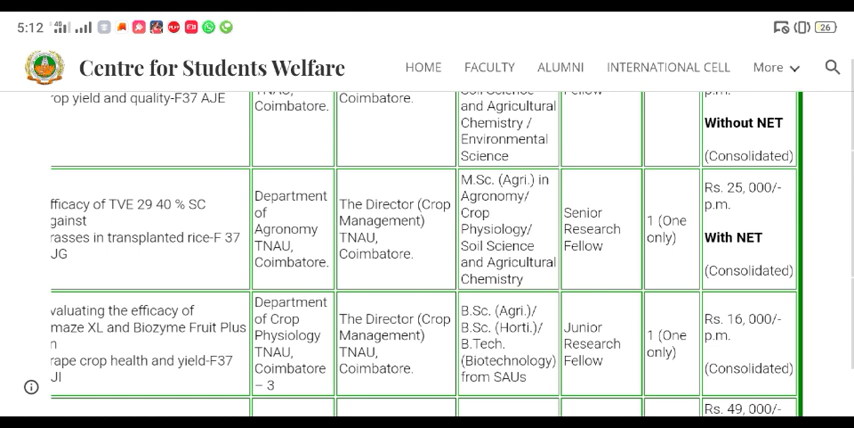 5:12
26
Centre for Students Welfare
HOME FACULTY ALUMNI INTERNATIONAL CELL More
rop yield and quality-F37 AJE
TNAU,
Coimbatore.
Coimbatore.
Soil Science
and Agricultural
Chemistry /
Environmental
Science
Fellow
p.m.
Without NET
(Consolidated)
fficacy of TVE 29 40 % SC
gainst
rasses in transplanted rice-F 37
JG
Department
of
Agronomy
TNAU,
Coimbatore.
The Director (Crop
Management)
TNAU,
Coimbatore.
M.Sc. (Agri.) in
Agronomy/
Crop
Physiology/
Soil Science
and Agricultural
Chemistry
Senior
Research
Fellow
1 (One
only)
Rs. 25, 000/-
p.m.
With NET
(Consolidated)
valuating the efficacy of
maze XL and Biozyme Fruit Plus
n
rape crop health and yield-F37
JI
Department
of Crop
Physiology
TNAU,
Coimbatore
– 3
The Director (Crop
Management)
TNAU,
Coimbatore.
B.Sc. (Agri.)/
B.Sc. (Horti.)/
B.Tech.
(Biotechnology)
from SAUs
Junior
Research
Fellow
1 (One
only)
Rs. 16, 000/-
p.m.
(Consolidated)
Rs. 49, 000/-